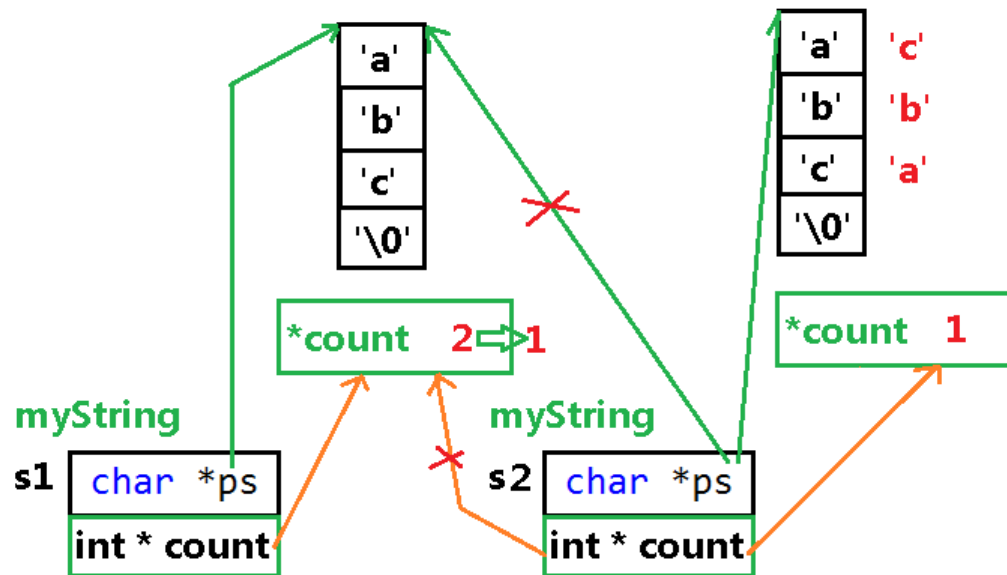 'a' 'a' 'c'
'b' 'b' 'b'
'c' 'c' 'a'
'\0' '\0'
*count 2⇨1 *count 1
myString myString
s1 char *ps s2 char *ps
int * count int * count